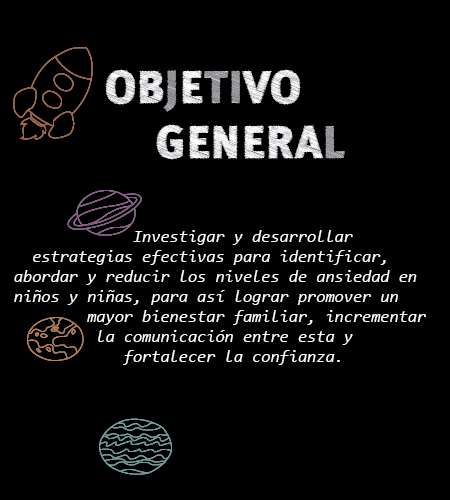 OBJETIVO
GENERAL
Investigar y desarrollar
estrategias efectivas para identificar,
abordar y reducir los niveles de ansiedad en
niños y niñas, para así lograr promover un
mayor bienestar familiar, incrementar
la comunicación entre esta y
fortalecer la confianza.